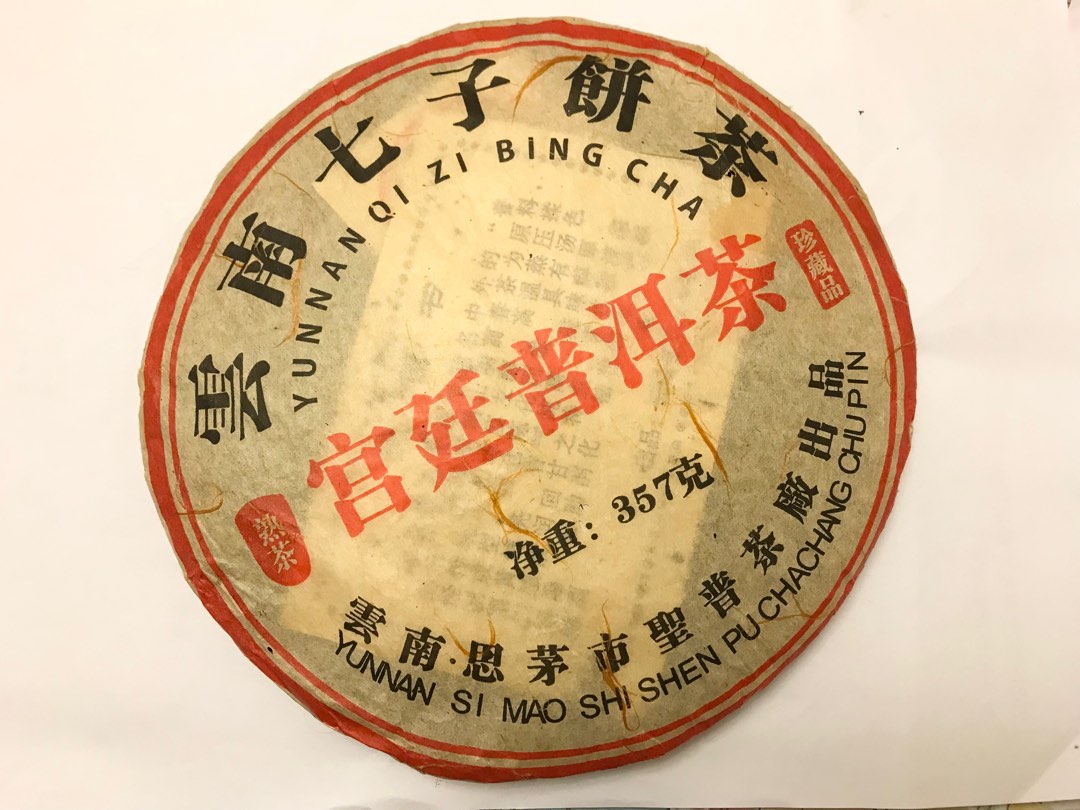 雲南七子餅茶
YUNNAN QI ZI BiNG CHA
珍藏品
宫廷普洱茶
熟茶
净重：357克
雲南思茅市聖普茶廠出品
YUNNAN SI MAO SHI SHEN PU CHACHANG CHU PIN